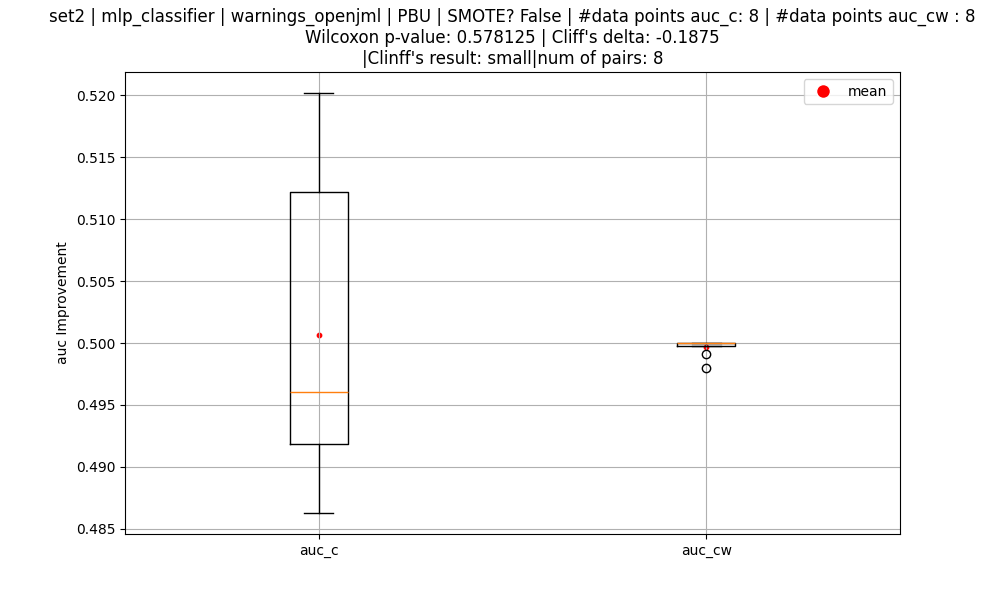 set2 | mlp_classifier | warnings_openjml | PBU | SMOTE? False | #data points auc_c: 8 | #data points auc_cw : 8
Wilcoxon p-value: 0.578125 | Cliff's delta: -0.1875
|Clinff's result: small|num of pairs: 8
mean
0.520
0.515
0.510
0.505
0.500
0.495
0.490
0.485
auc Improvement
auc_c
auc_cw